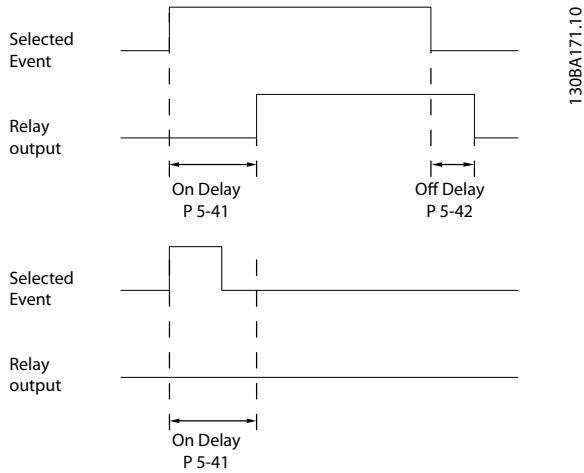 Selected
Event
130BA171.10
Relay
output
On Delay
P 5-41
Off Delay
P 5-42
Selected
Event
Relay
output
On Delay
P 5-41